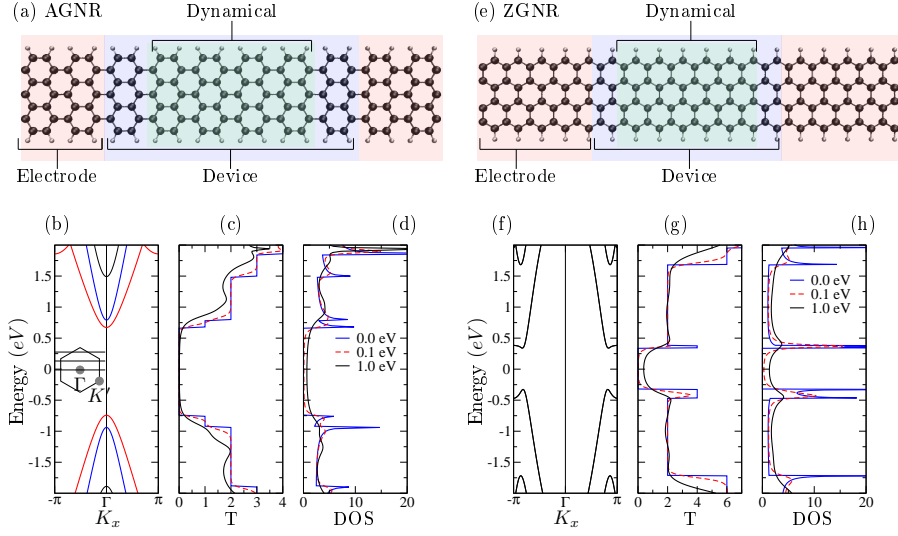 (a) AGNR
Dynamical
Electrode
Device
(e) ZGNR
Dynamical
Electrode
Device
(b)
(c)
(d)
Energy (eV)
1.5
1
0.5
0
-0.5
-1
-1.5
Γ
K′
-π Γ π
K_x
0 1 2 3 4
T
0.0 eV
0.1 eV
1.0 eV
0 10 20
DOS
(f)
(g)
(h)
Energy (eV)
1.5
1
0.5
0
-0.5
-1
-1.5
-π Γ π
K_x
0 2 4 6
T
0.0 eV
0.1 eV
1.0 eV
0 10 20
DOS